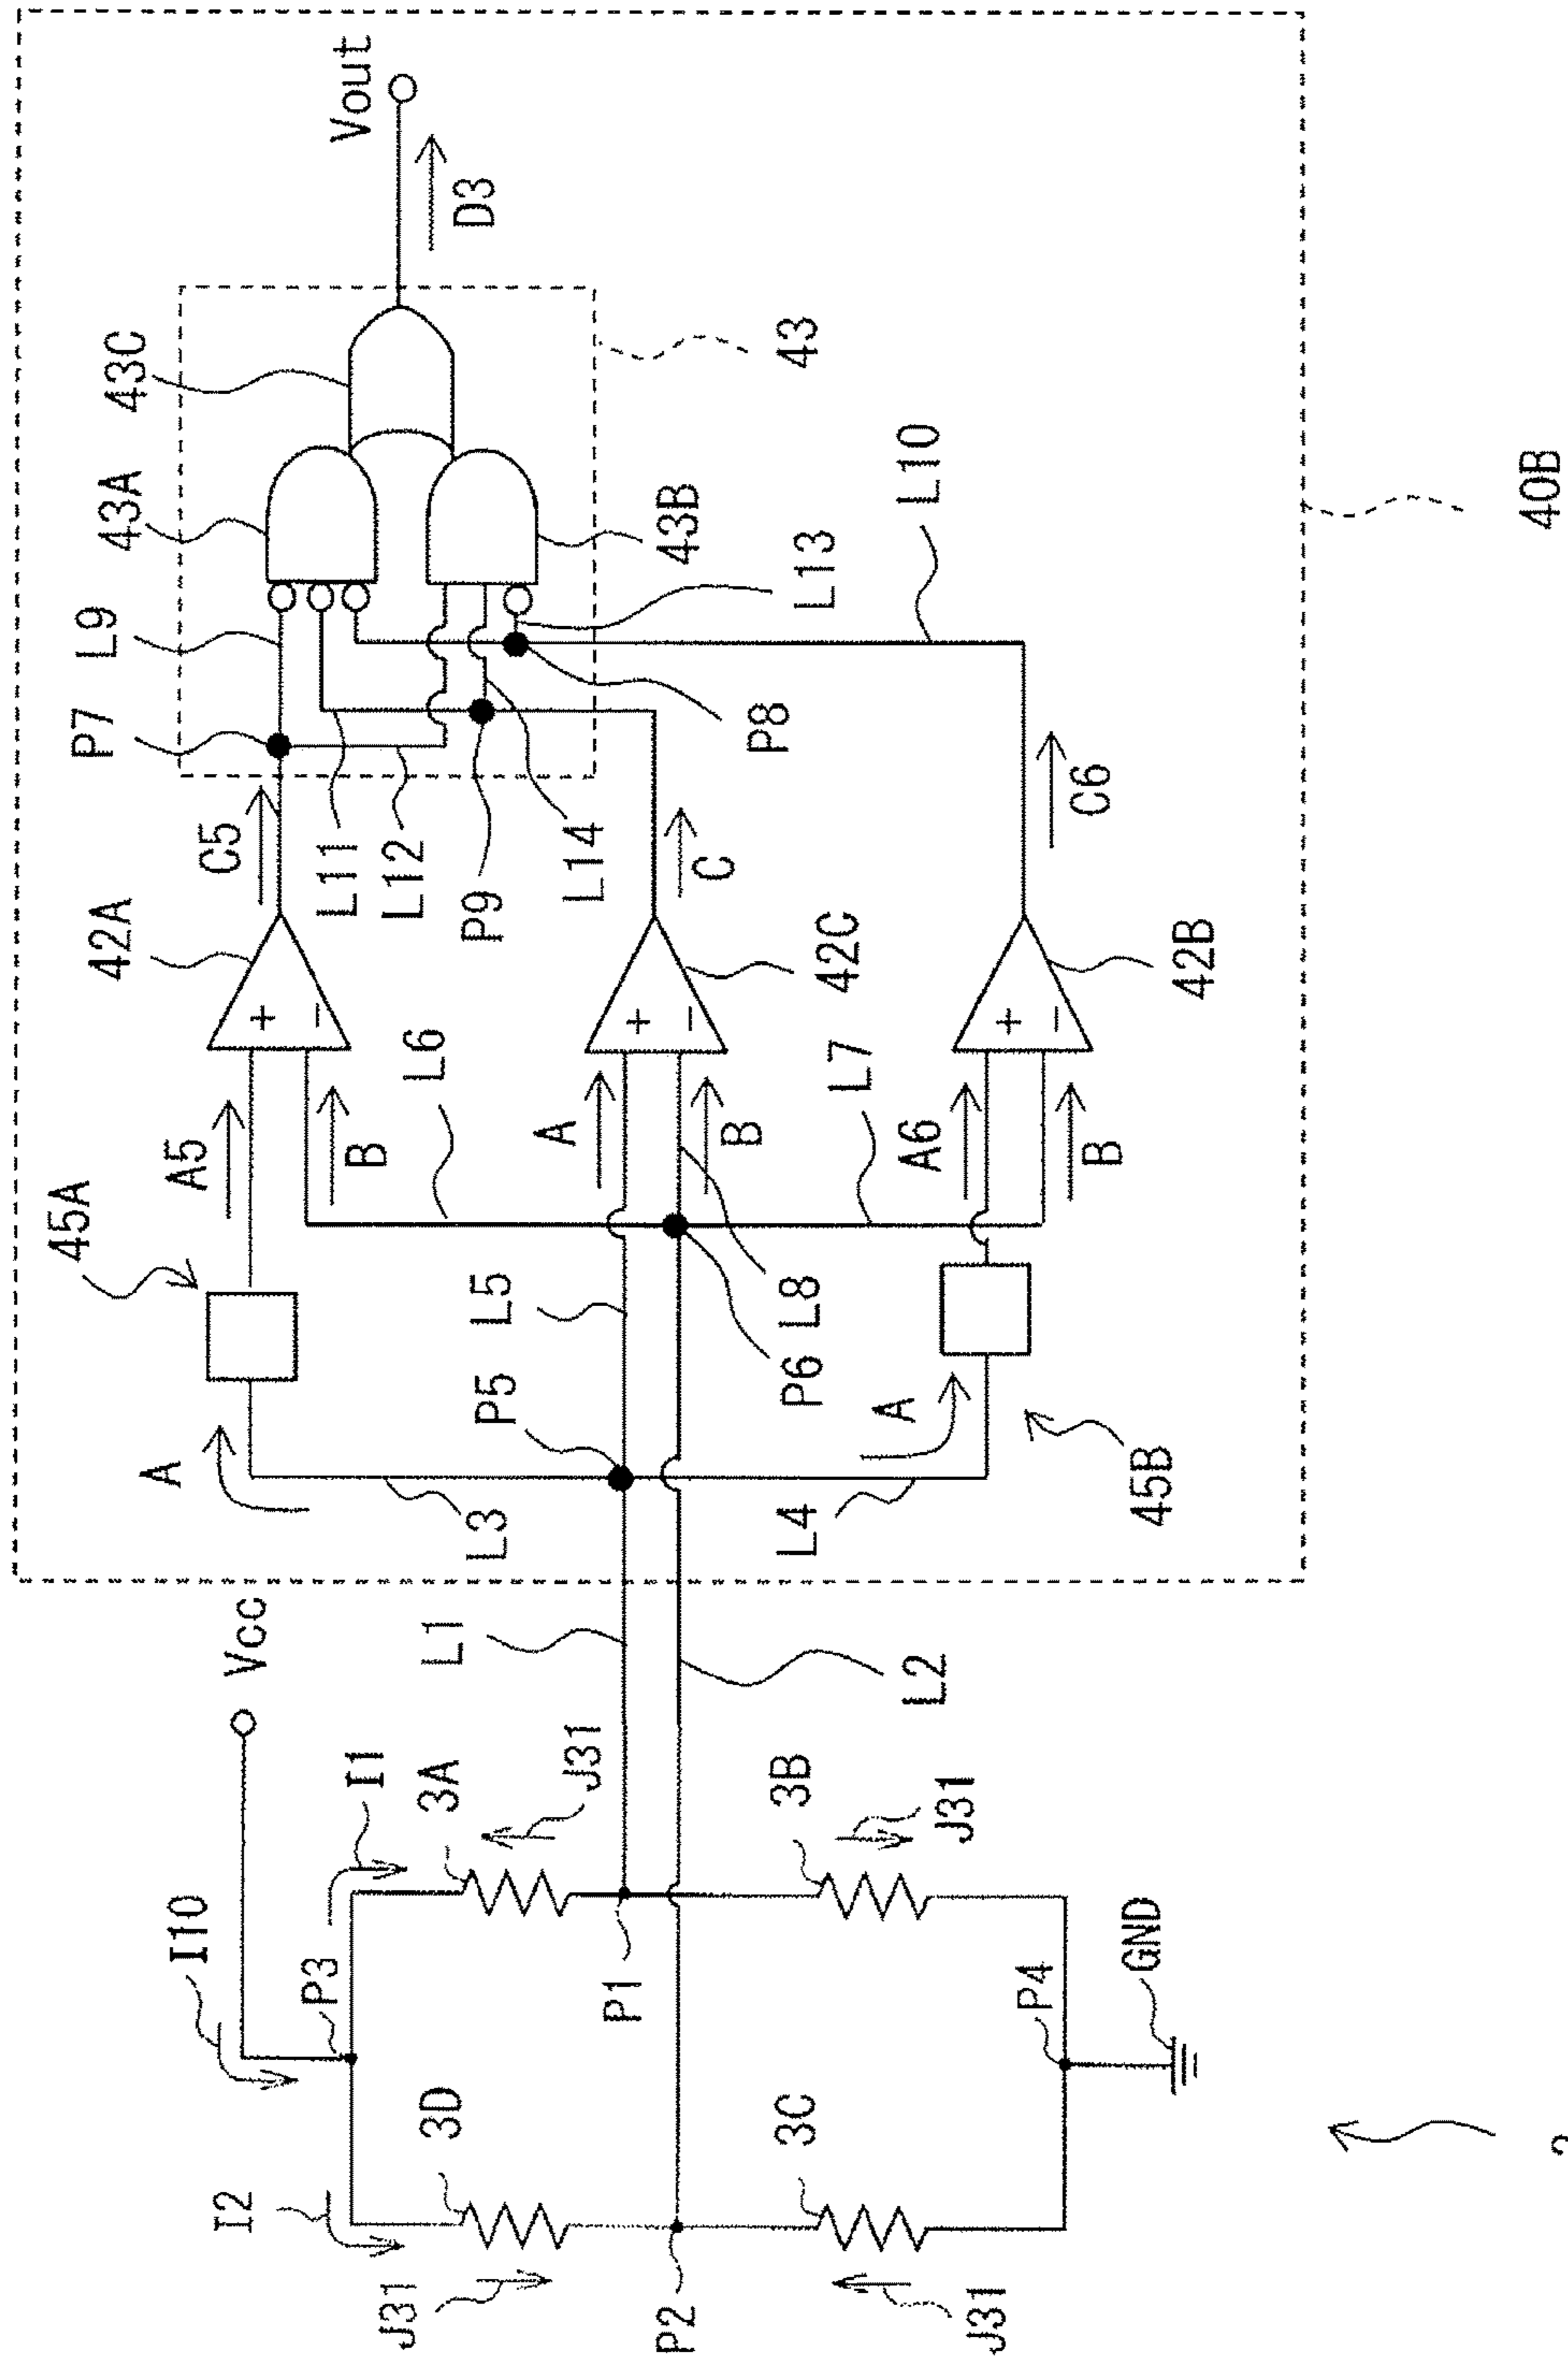 I10
Vcc
I2
P3
I1
J31
3D
3A
J31
P2
P1
L1
L2
3C
3B
J31
P4
J31
GND
A
45A
A5
42A
C5
P7
L9
43A
43C
Vout
D3
B
L3
P5
L5
L6
A
L11
L12
P9
L14
43B
43
B
P6
L8
42C
C
P8
L13
L4
A
L7
A6
L10
B
45B
42B
C6
+
−
+
−
+
−
40B